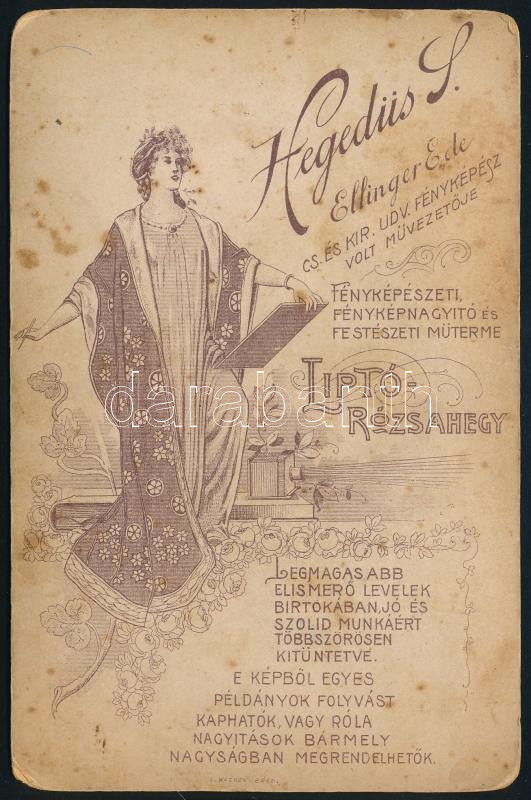 Hegedüs S.
Ellinger Ede
CS. ÉS KIR. UDV. FÉNYKÉPÉSZ
VOLT MŰVEZETŐJE
FÉNYKÉPÉSZETI,
FÉNYKÉPNAGYITÓ ÉS
FESTÉSZETI MŰTERME
LIPTÓ-
RÓZSAHEGY
darabanth
LEGMAGASABB
ELISMERŐ LEVELEK
BIRTOKÁBAN, JÓ ÉS
SZOLID MUNKÁÉRT
TÖBBSZÖRÖSEN
KITÜNTETVE.
E KÉPBŐL EGYES
PÉLDÁNYOK FOLYVÁST
KAPHATÓK, VAGY RÓLA
NAGYITÁSOK BÁRMELY
NAGYSÁGBAN MEGRENDELHETŐK.